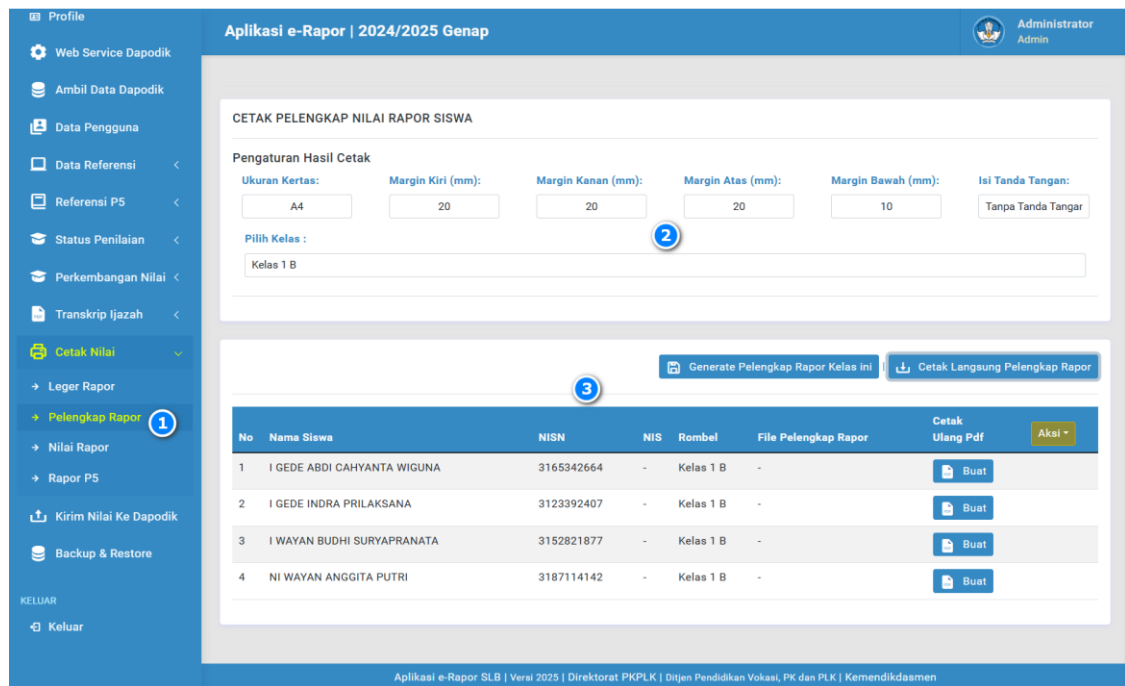 Profile
Web Service Dapodik
Ambil Data Dapodik
Data Pengguna
Data Referensi
Referensi P5
Status Penilaian
Perkembangan Nilai
Transkrip Ijazah
Cetak Nilai
Leger Rapor
Pelengkap Rapor 1
Nilai Rapor
Rapor P5
Kirim Nilai Ke Dapodik
Backup & Restore
KELUAR
Keluar
Aplikasi e-Rapor | 2024/2025 Genap
Administrator
Admin
CETAK PELENGKAP NILAI RAPOR SISWA
Pengaturan Hasil Cetak
Ukuran Kertas: Margin Kiri (mm): Margin Kanan (mm): Margin Atas (mm): Margin Bawah (mm): Isi Tanda Tangan:
A4 20 20 20 10 Tanpa Tanda Tangar
2
Pilih Kelas :
Kelas 1 B
Generate Pelengkap Rapor Kelas ini | Cetak Langsung Pelengkap Rapor
3
No Nama Siswa NISN NIS Rombel File Pelengkap Rapor Cetak Ulang Pdf Aksi
1 I GEDE ABDI CAHYANTA WIGUNA 3165342664 - Kelas 1 B - Buat
2 I GEDE INDRA PRILAKSANA 3123392407 - Kelas 1 B - Buat
3 I WAYAN BUDHI SURYAPRANATA 3152821877 - Kelas 1 B - Buat
4 NI WAYAN ANGGITA PUTRI 3187114142 - Kelas 1 B - Buat
Aplikasi e-Rapor SLB | Versi 2025 | Direktorat PKPLK | Ditjen Pendidikan Vokasi, PK dan PLK | Kemendikdasmen